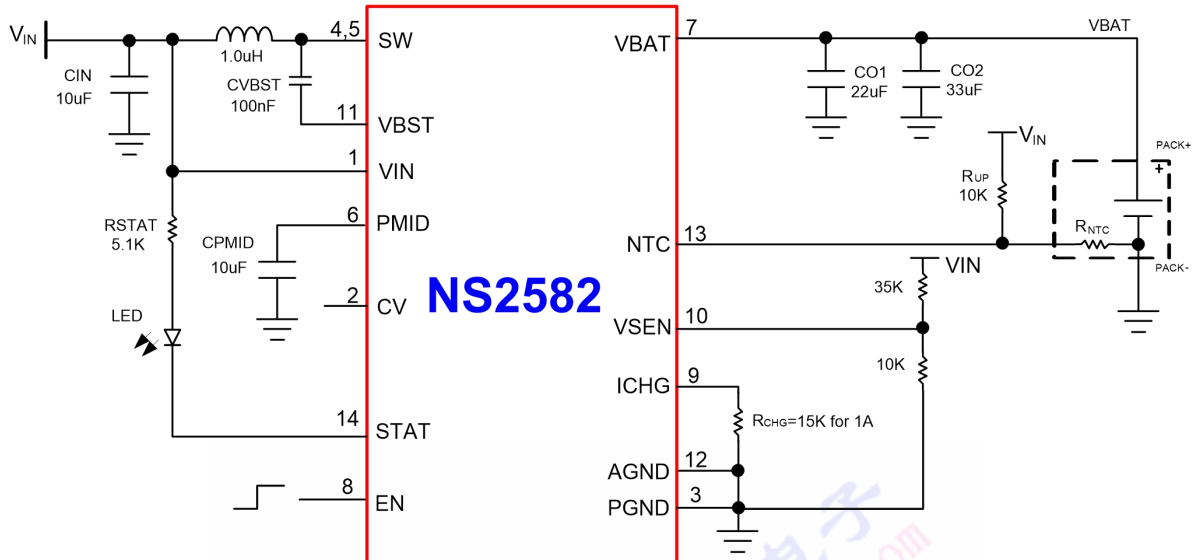 VIN
CIN
10uF
1.0uH
CVBST
100nF
4,5
SW
11
VBST
1
VIN
RSTAT
5.1K
6
PMID
CPMID
10uF
2
CV
LED
14
STAT
8
EN
NS2582
7
VBAT
VBAT
CO1
22uF
CO2
33uF
VIN
RUP
10K
PACK+
+
RNTC
PACK-
13
NTC
VIN
35K
10
VSEN
10K
9
ICHG
RCHG=15K for 1A
12
AGND
3
PGND
电子
com